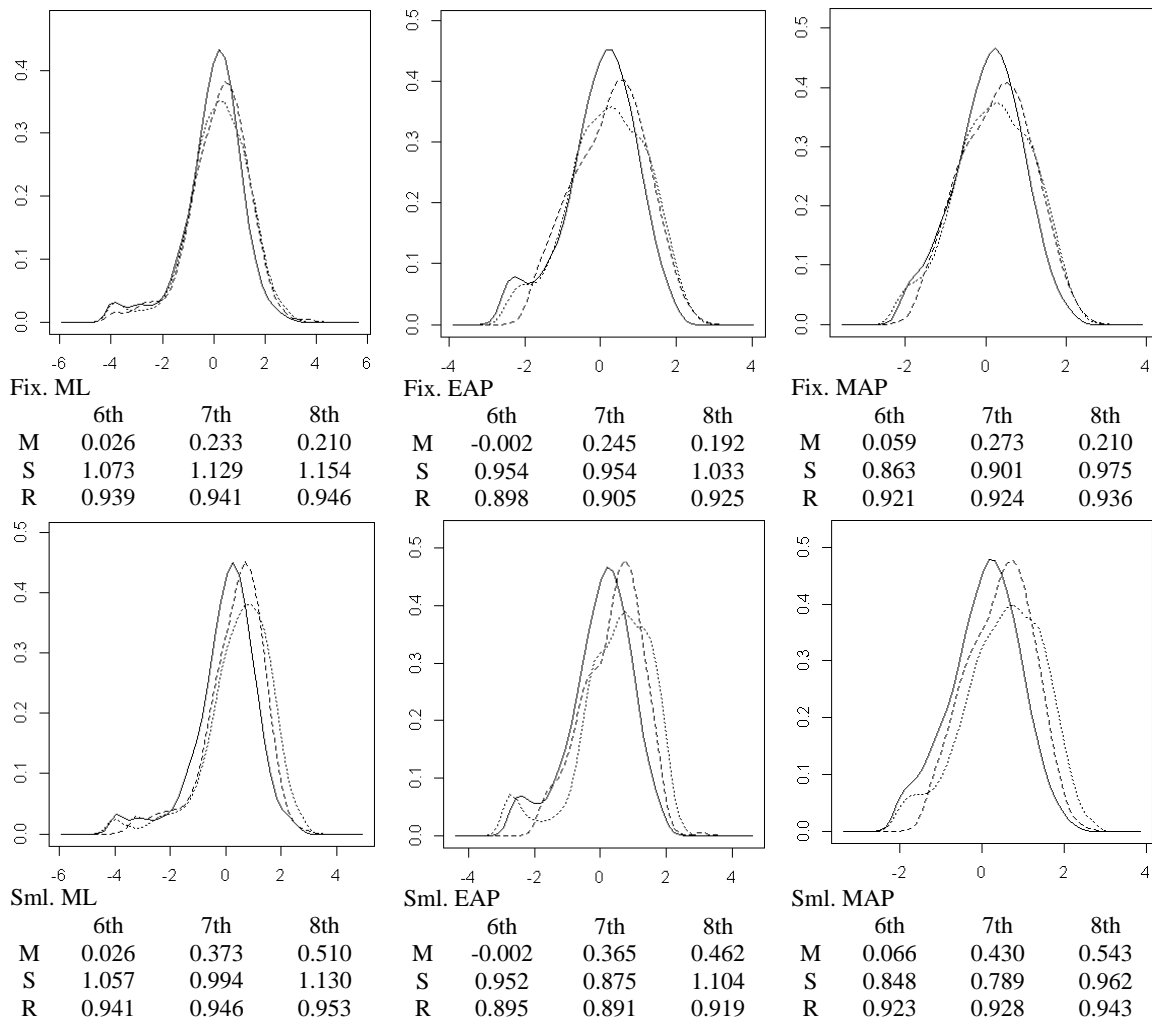 0.0 0.1 0.2 0.3 0.4
-6 -4 -2 0 2 4 6
Fix. ML
6th 7th 8th
M 0.026 0.233 0.210
S 1.073 1.129 1.154
R 0.939 0.941 0.946
0.0 0.1 0.2 0.3 0.4 0.5
-4 -2 0 2 4
Fix. EAP
6th 7th 8th
M -0.002 0.245 0.192
S 0.954 0.954 1.033
R 0.898 0.905 0.925
0.0 0.1 0.2 0.3 0.4 0.5
-2 0 2 4
Fix. MAP
6th 7th 8th
M 0.059 0.273 0.210
S 0.863 0.901 0.975
R 0.921 0.924 0.936
0.0 0.1 0.2 0.3 0.4 0.5
-6 -4 -2 0 2 4
Sml. ML
6th 7th 8th
M 0.026 0.373 0.510
S 1.057 0.994 1.130
R 0.941 0.946 0.953
0.0 0.1 0.2 0.3 0.4 0.5
-4 -2 0 2 4
Sml. EAP
6th 7th 8th
M -0.002 0.365 0.462
S 0.952 0.875 1.104
R 0.895 0.891 0.919
0.0 0.1 0.2 0.3 0.4 0.5
-2 0 2 4
Sml. MAP
6th 7th 8th
M 0.066 0.430 0.543
S 0.848 0.789 0.962
R 0.923 0.928 0.943